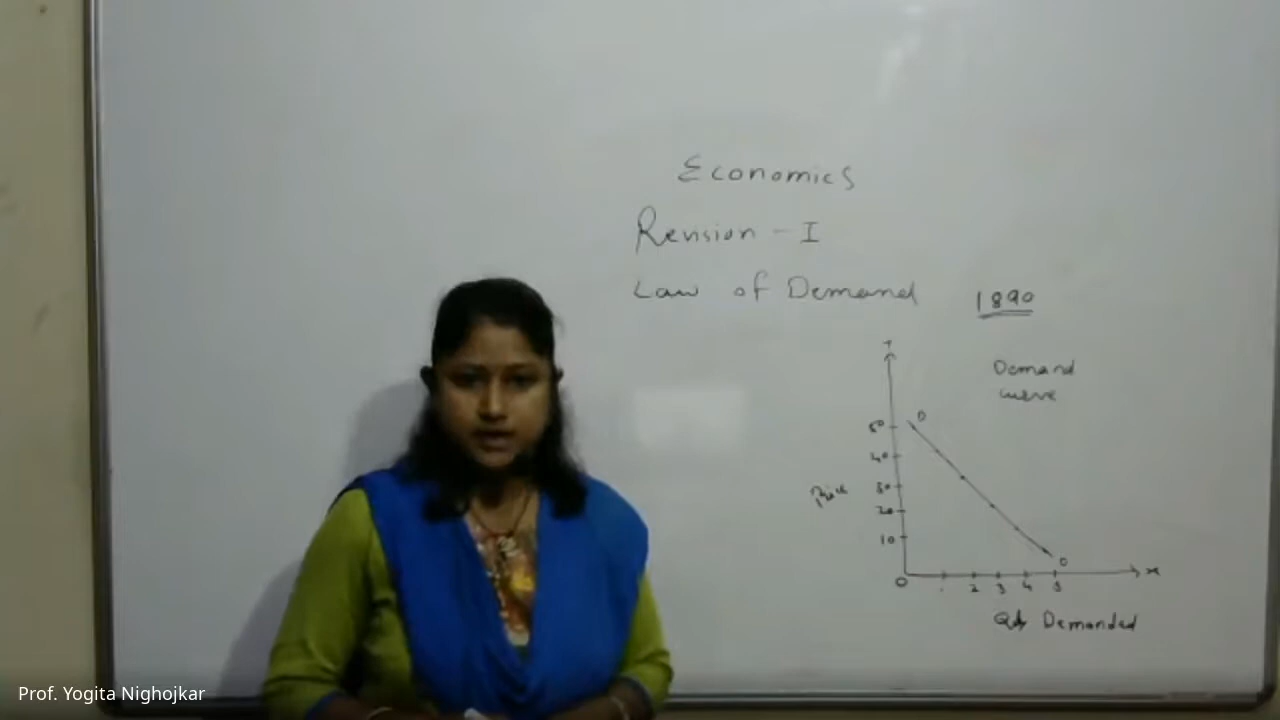 Economics
Revision - I
Law of Demand 1890
Y
Demand
curve
D
50
40
30
20
10
Price
D
O 1 2 3 4 5 x
Qty Demanded
Prof. Yogita Nighojkar